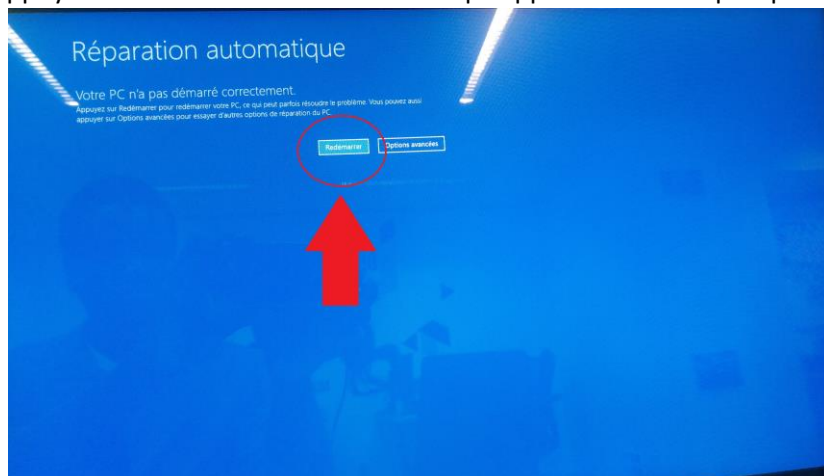 Réparation automatique
Votre PC n'a pas démarré correctement.
Appuyez sur Redémarrer pour redémarrer votre PC, ce qui peut parfois résoudre le problème. Vous pouvez aussi
appuyer sur Options avancées pour essayer d'autres options de réparation du PC.
Redémarrer Options avancées